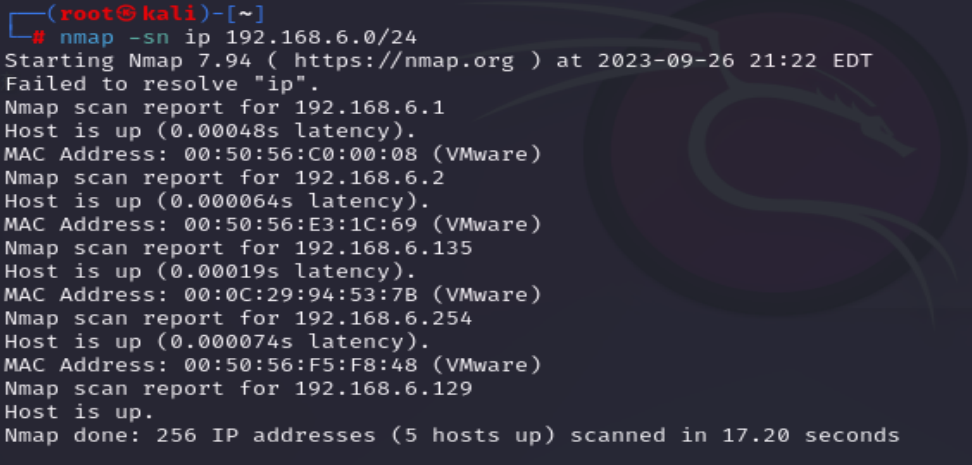 ┌──(root㉿kali)-[~]
└─# nmap -sn ip 192.168.6.0/24
Starting Nmap 7.94 ( https://nmap.org ) at 2023-09-26 21:22 EDT
Failed to resolve "ip".
Nmap scan report for 192.168.6.1
Host is up (0.00048s latency).
MAC Address: 00:50:56:C0:00:08 (VMware)
Nmap scan report for 192.168.6.2
Host is up (0.000064s latency).
MAC Address: 00:50:56:E3:1C:69 (VMware)
Nmap scan report for 192.168.6.135
Host is up (0.00019s latency).
MAC Address: 00:0C:29:94:53:7B (VMware)
Nmap scan report for 192.168.6.254
Host is up (0.000074s latency).
MAC Address: 00:50:56:F5:F8:48 (VMware)
Nmap scan report for 192.168.6.129
Host is up.
Nmap done: 256 IP addresses (5 hosts up) scanned in 17.20 seconds